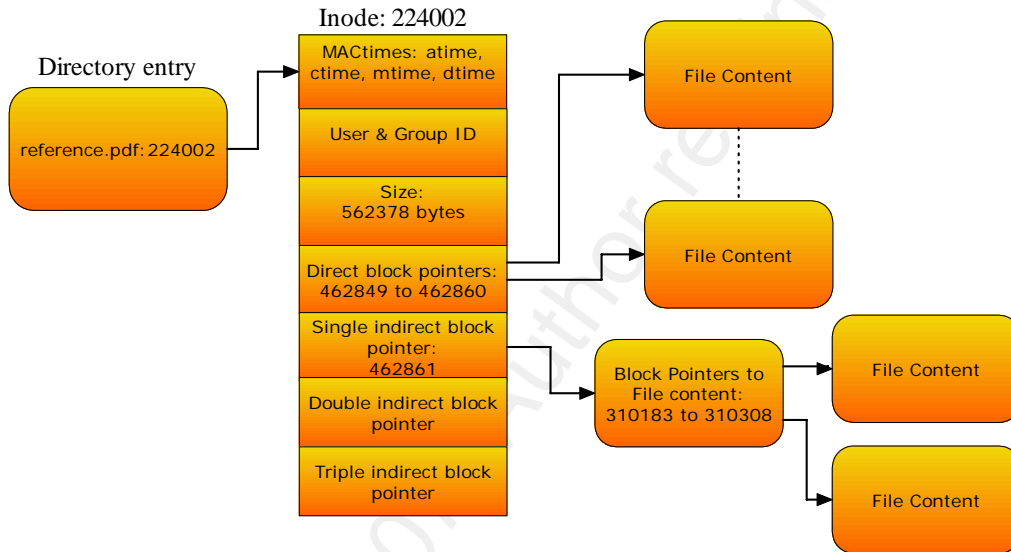 Inode: 224002
Directory entry
reference.pdf:224002
MACtimes: atime,
ctime, mtime, dtime
User & Group ID
Size:
562378 bytes
Direct block pointers:
462849 to 462860
Single indirect block
pointer:
462861
Double indirect block
pointer
Triple indirect block
pointer
File Content
File Content
Block Pointers to
File content:
310183 to 310308
File Content
File Content
Author re